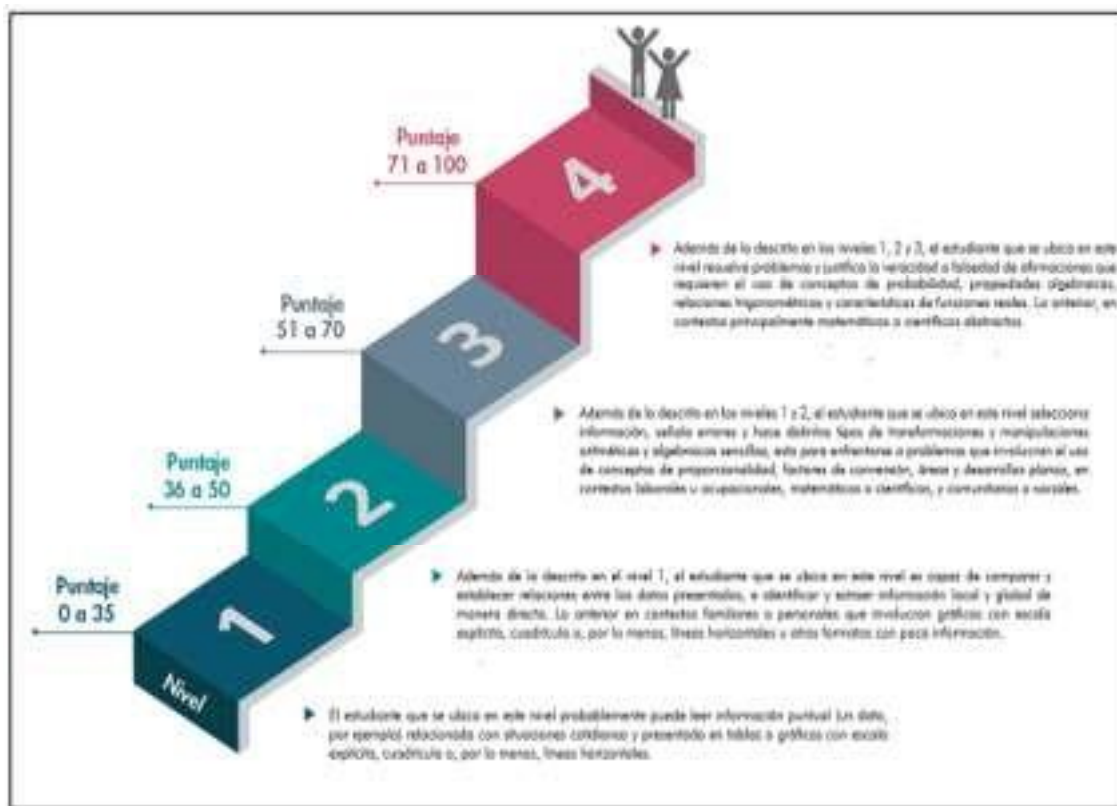 Puntaje
71 a 100
4
Además de lo descrito en los niveles 1, 2 y 3, el estudiante que se ubica en este
nivel resuelve problemas y justifica la veracidad o falsedad de afirmaciones que
requieren el uso de conceptos de probabilidad, propiedades algebraicas,
relaciones trigonométricas y características de funciones reales. Lo anterior, en
contextos principalmente matemáticos o científicos abstractos.
Puntaje
51 a 70
3
Además de lo descrito en los niveles 1 y 2, el estudiante que se ubica en este nivel selecciona
información, señala errores y hace distintos tipos de transformaciones y manipulaciones
aritméticas y algebraicas sencillas, esto para enfrentarse a problemas que involucran el uso
de conceptos de proporcionalidad, factores de conversión, áreas y desarrollos planos, en
contextos laborales u ocupacionales, matemáticos o científicos, y comunitarios o sociales.
Puntaje
36 a 50
2
Además de lo descrito en el nivel 1, el estudiante que se ubica en este nivel es capaz de comparar y
establecer relaciones entre los datos presentados, e identificar y extraer información local y global de
manera directa. Lo anterior en contextos familiares o personales que involucran gráficos con escala
explícita, cuadrícula o, por lo menos, líneas horizontales u otros formatos con poca información.
Puntaje
0 a 35
1
Nivel
El estudiante que se ubica en este nivel probablemente puede leer información puntual (un dato,
por ejemplo) relacionada con situaciones cotidianas y presentada en tablas o gráficos con escala
explícita, cuadrícula o, por lo menos, líneas horizontales.